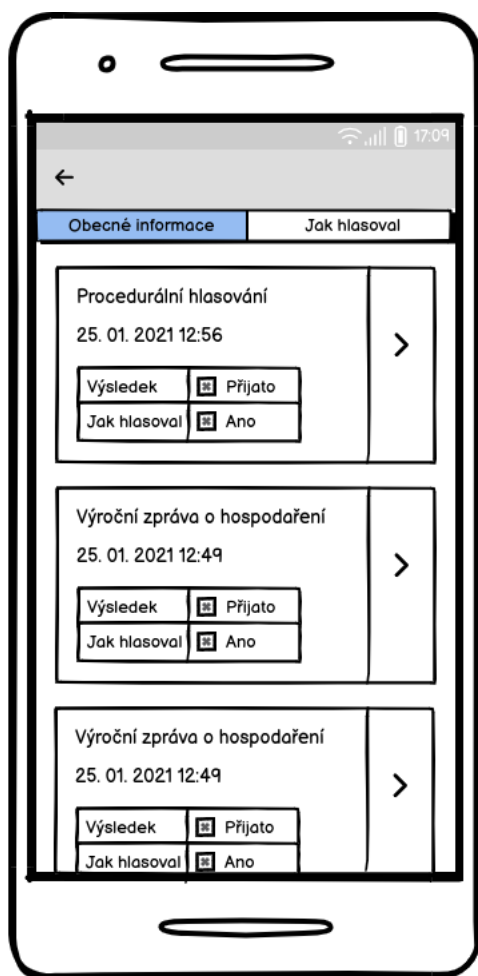 17:09
Obecné informace Jak hlasoval
Procedurální hlasování
25. 01. 2021 12:56
Výsledek Přijato
Jak hlasoval Ano
Výroční zpráva o hospodaření
25. 01. 2021 12:49
Výsledek Přijato
Jak hlasoval Ano
Výroční zpráva o hospodaření
25. 01. 2021 12:49
Výsledek Přijato
Jak hlasoval Ano